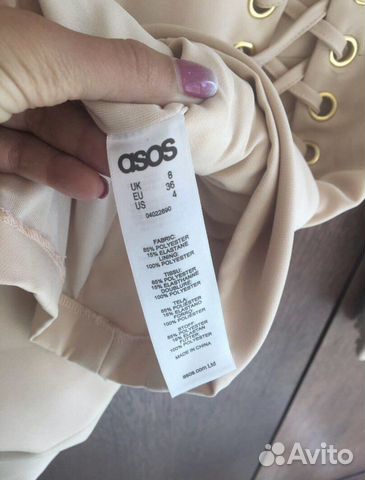 asos
UK 8
EU 36
US 4
04022690
FABRIC:
85% POLYESTER
15% ELASTANE
LINING:
100% POLYESTER
TISSU:
85% POLYESTER
15% ÉLASTHANNE
DOUBLURE:
100% POLYESTER
TELA:
85% POLIÉSTER
15% ELASTANO
FORRO:
100% POLIÉSTER
STOFF:
85% POLYESTER
15% ELASTAN
FUTTER:
100% POLYESTER
MADE IN CHINA
asos.com Ltd
Avito